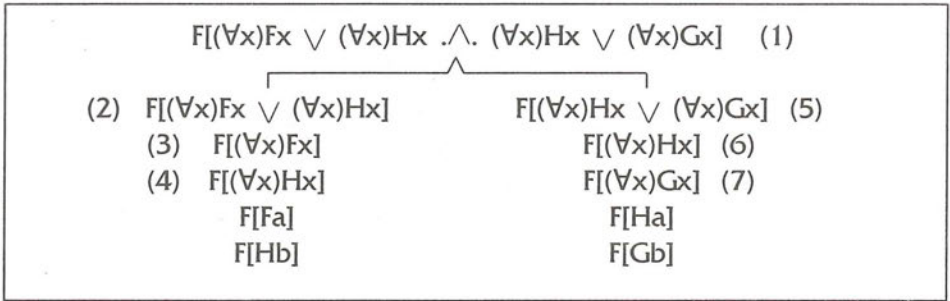 F[(∀x)Fx ∨ (∀x)Hx .∧. (∀x)Hx ∨ (∀x)Gx] (1)
(2) F[(∀x)Fx ∨ (∀x)Hx] F[(∀x)Hx ∨ (∀x)Gx] (5)
(3) F[(∀x)Fx] F[(∀x)Hx] (6)
(4) F[(∀x)Hx] F[(∀x)Gx] (7)
F[Fa] F[Ha]
F[Hb] F[Gb]